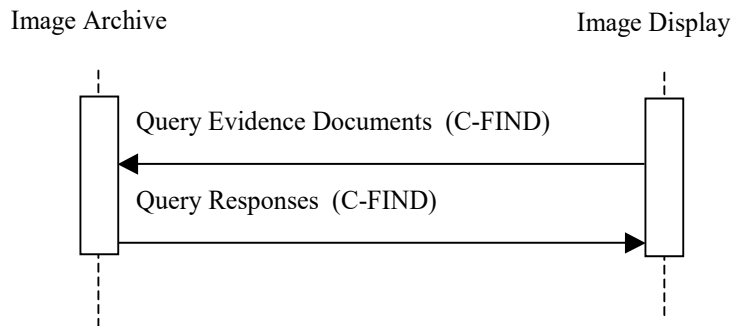 Image Archive
Image Display
Query Evidence Documents (C-FIND)
Query Responses (C-FIND)